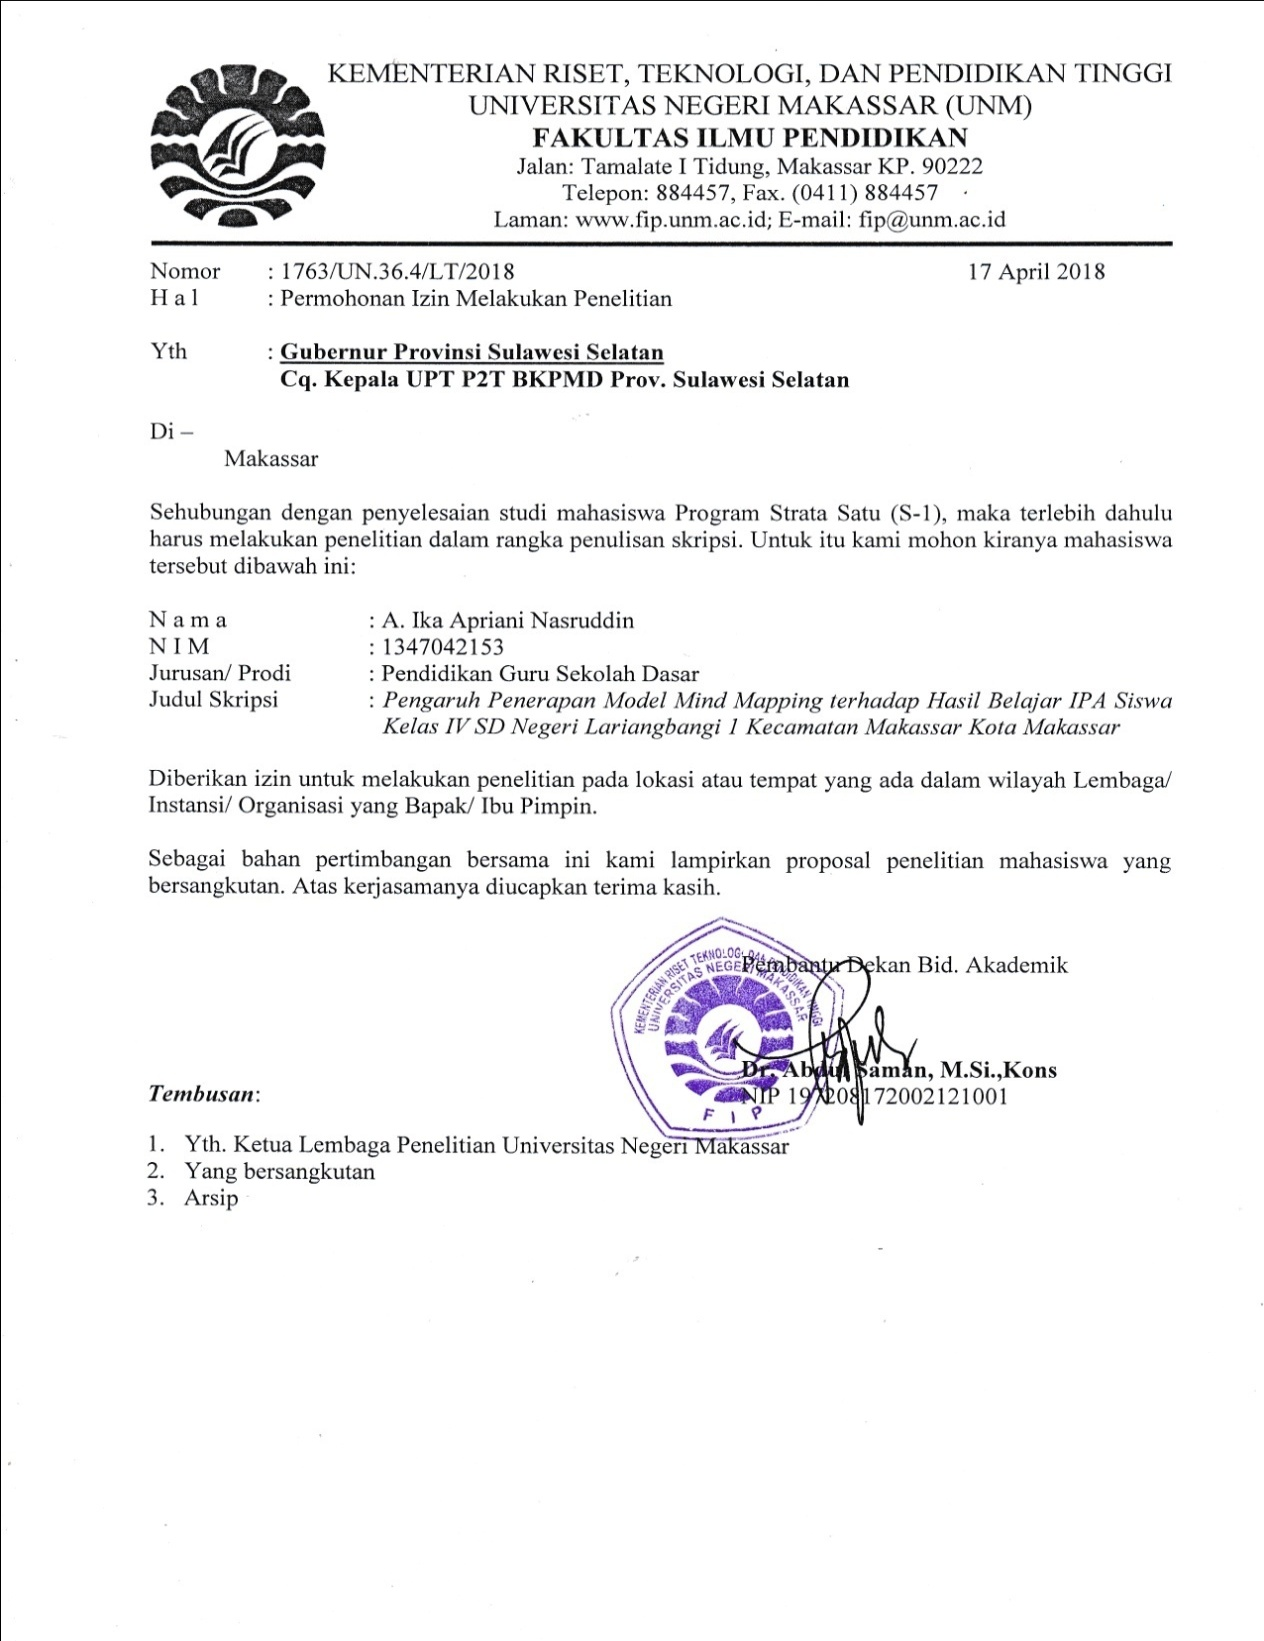 KEMENTERIAN RISET, TEKNOLOGI, DAN PENDIDIKAN TINGGI
UNIVERSITAS NEGERI MAKASSAR (UNM)
FAKULTAS ILMU PENDIDIKAN
Jalan: Tamalate I Tidung, Makassar KP. 90222
Telepon: 884457, Fax. (0411) 884457
Laman: www.fip.unm.ac.id; E-mail: fip@unm.ac.id
Nomor : 1763/UN.36.4/LT/2018 17 April 2018
H a l : Permohonan Izin Melakukan Penelitian
Yth : Gubernur Provinsi Sulawesi Selatan
Cq. Kepala UPT P2T BKPMD Prov. Sulawesi Selatan
Di –
Makassar
Sehubungan dengan penyelesaian studi mahasiswa Program Strata Satu (S-1), maka terlebih dahulu
harus melakukan penelitian dalam rangka penulisan skripsi. Untuk itu kami mohon kiranya mahasiswa
tersebut dibawah ini:
N a m a : A. Ika Apriani Nasruddin
N I M : 1347042153
Jurusan/ Prodi : Pendidikan Guru Sekolah Dasar
Judul Skripsi : Pengaruh Penerapan Model Mind Mapping terhadap Hasil Belajar IPA Siswa
Kelas IV SD Negeri Lariangbangi 1 Kecamatan Makassar Kota Makassar
Diberikan izin untuk melakukan penelitian pada lokasi atau tempat yang ada dalam wilayah Lembaga/
Instansi/ Organisasi yang Bapak/ Ibu Pimpin.
Sebagai bahan pertimbangan bersama ini kami lampirkan proposal penelitian mahasiswa yang
bersangkutan. Atas kerjasamanya diucapkan terima kasih.
Pembantu Dekan Bid. Akademik
KEMENTERIAN RISET TEKNOLOGI DAN PENDIDIKAN TINGGI
UNIVERSITAS NEGERI MAKASSAR
F I P
Dr. Abdul Saman, M.Si.,Kons
NIP 197208172002121001
Tembusan:
1. Yth. Ketua Lembaga Penelitian Universitas Negeri Makassar
2. Yang bersangkutan
3. Arsip